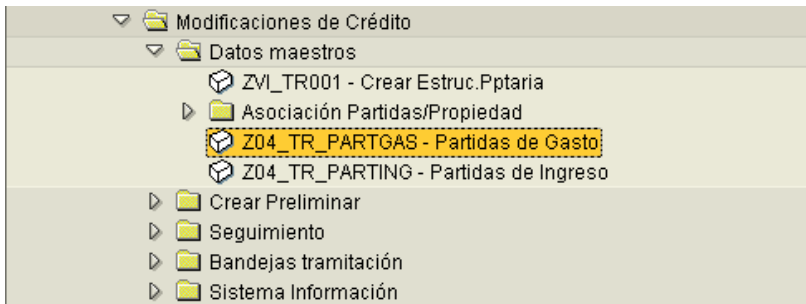 Modificaciones de Crédito
Datos maestros
ZVI_TR001 - Crear Estruc.Pptaria
Asociación Partidas/Propiedad
Z04_TR_PARTGAS - Partidas de Gasto
Z04_TR_PARTING - Partidas de Ingreso
Crear Preliminar
Seguimiento
Bandejas tramitación
Sistema Información